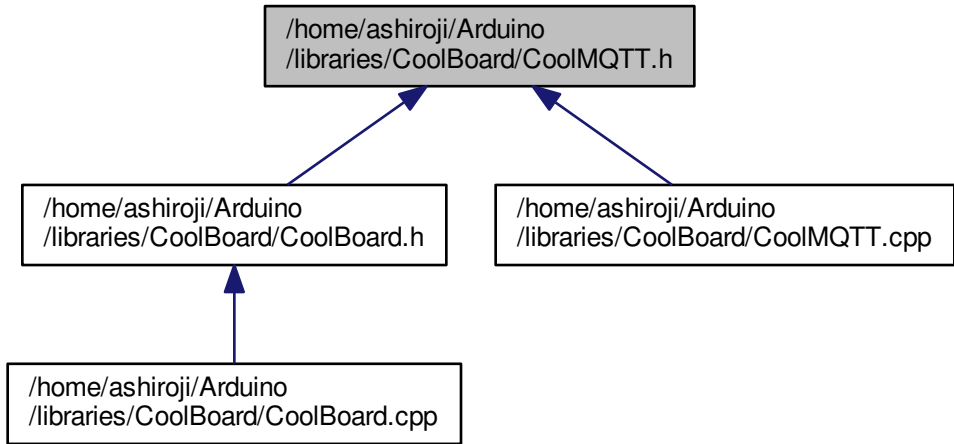 /home/ashiroji/Arduino
/libraries/CoolBoard/CoolMQTT.h
/home/ashiroji/Arduino
/libraries/CoolBoard/CoolBoard.h
/home/ashiroji/Arduino
/libraries/CoolBoard/CoolMQTT.cpp
/home/ashiroji/Arduino
/libraries/CoolBoard/CoolBoard.cpp